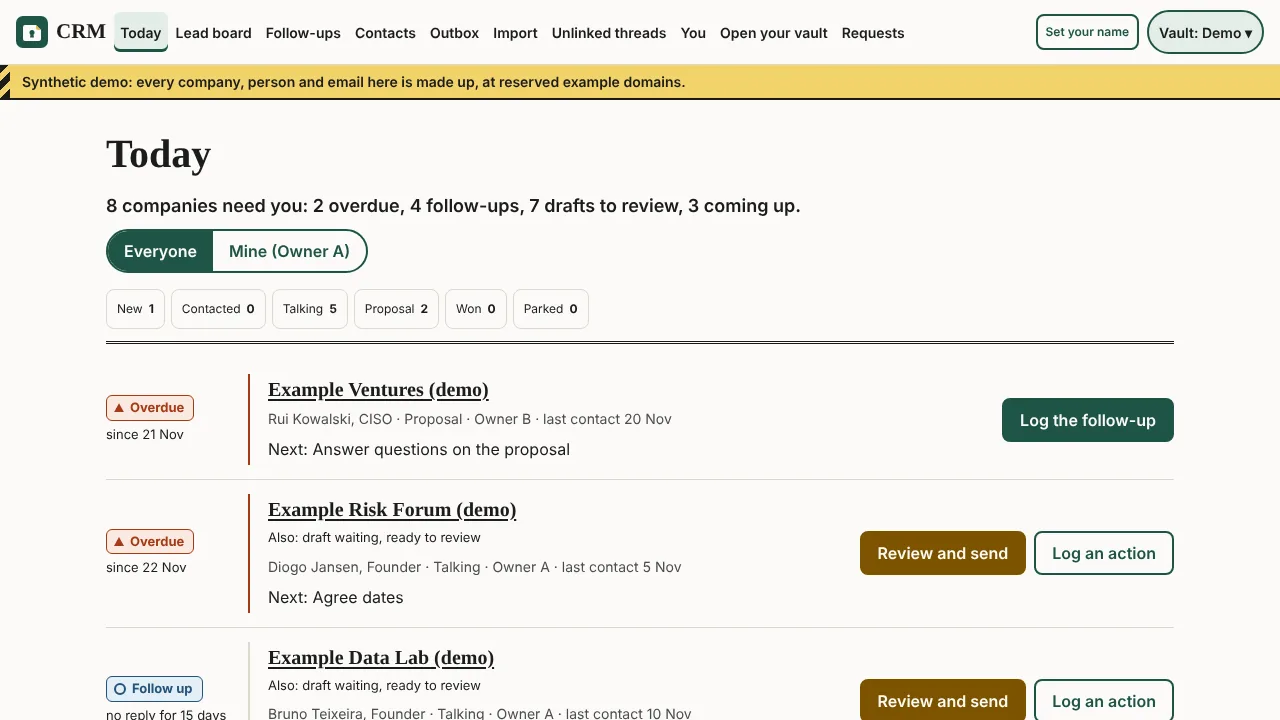 CRM Today Lead board Follow-ups Contacts Outbox Import Unlinked threads You Open your vault Requests Set your name Vault: Demo ▾
Synthetic demo: every company, person and email here is made up, at reserved example domains.
Today
8 companies need you: 2 overdue, 4 follow-ups, 7 drafts to review, 3 coming up.
Everyone Mine (Owner A)
New 1 Contacted 0 Talking 5 Proposal 2 Won 0 Parked 0
Overdue
since 21 Nov
Example Ventures (demo)
Rui Kowalski, CISO · Proposal · Owner B · last contact 20 Nov
Next: Answer questions on the proposal
Log the follow-up
Overdue
since 22 Nov
Example Risk Forum (demo)
Also: draft waiting, ready to review
Diogo Jansen, Founder · Talking · Owner A · last contact 5 Nov
Next: Agree dates
Review and send Log an action
Follow up
no reply for 15 days
Example Data Lab (demo)
Also: draft waiting, ready to review
Bruno Teixeira, Founder · Talking · Owner A · last contact 10 Nov
Review and send Log an action